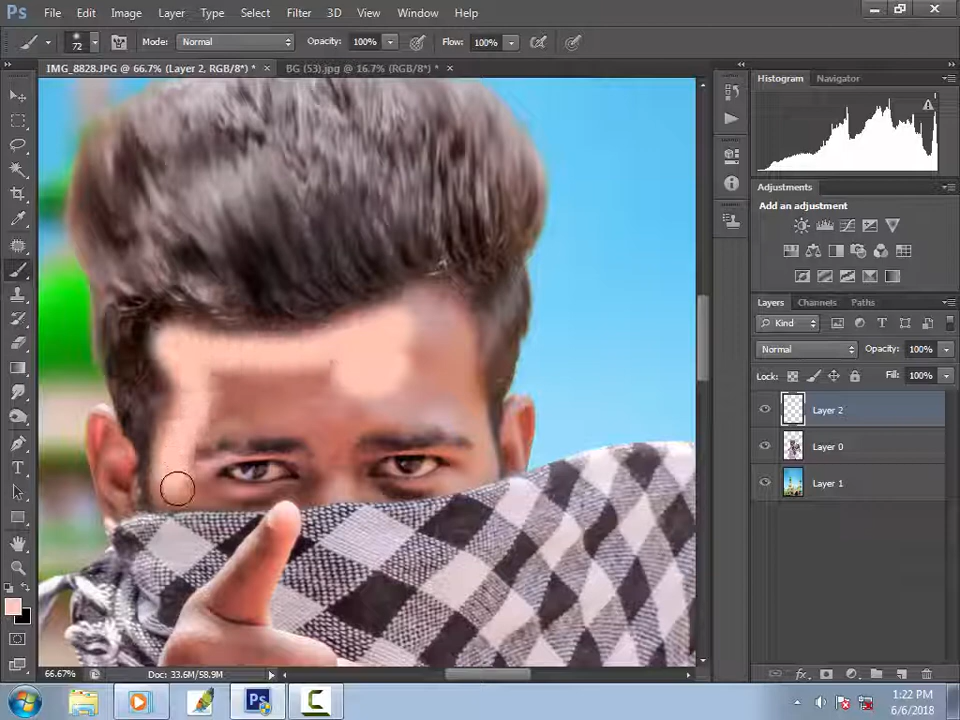 Ps File Edit Image Layer Type Select Filter 3D View Window Help
72 Mode: Normal Opacity: 100% Flow: 100%
IMG_8828.JPG @ 66.7% (Layer 2, RGB/8*) * × BG (53).jpg @ 16.7% (RGB/8*) * ×
Histogram Navigator
Adjustments
Add an adjustment
Layers Channels Paths
Kind
Normal Opacity: 100%
Lock: Fill: 100%
Layer 2
Layer 0
Layer 1
66.67% Doc: 33.6M/58.9M
1:22 PM
6/6/2018